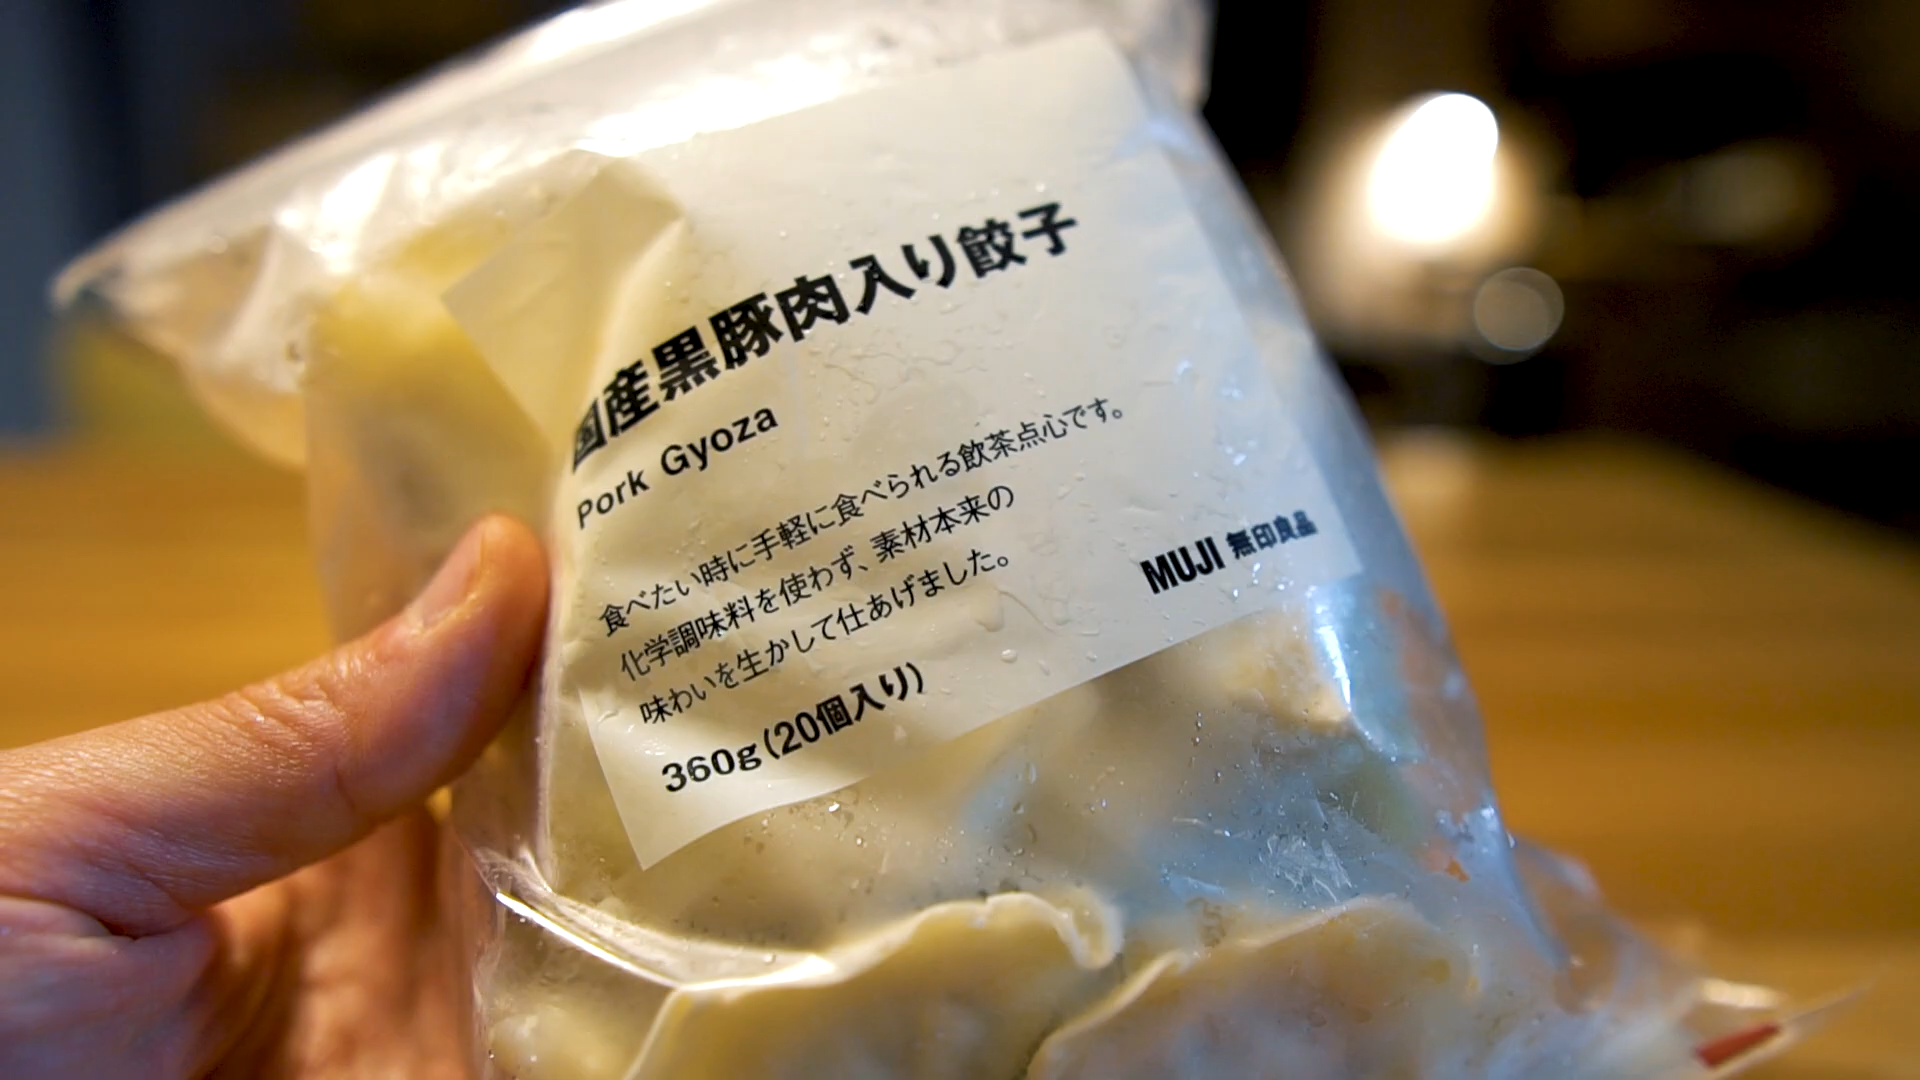 国産黒豚肉入り餃子
Pork Gyoza
食べたい時に手軽に食べられる飲茶点心です。
化学調味料を使わず、素材本来の
味わいを生かして仕あげました。
360g(20個入り)
MUJI 無印良品